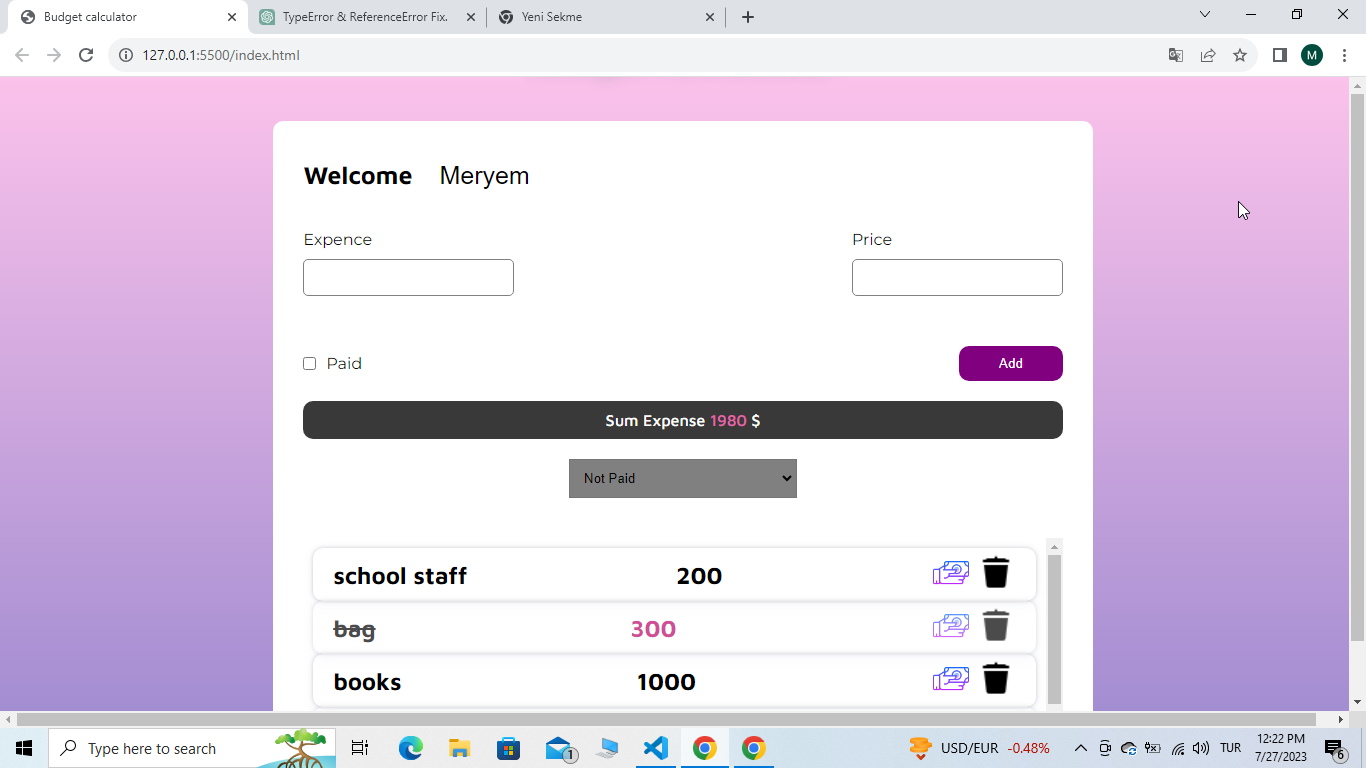 Budget calculator
TypeError & ReferenceError Fix.
Yeni Sekme
127.0.0.1:5500/index.html
M
Welcome Meryem
Expence Price
Paid Add
Sum Expense 1980 $
Not Paid
school staff 200
bag 300
books 1000
Type here to search
1
USD/EUR -0.48%
TUR
12:22 PM
7/27/2023
6